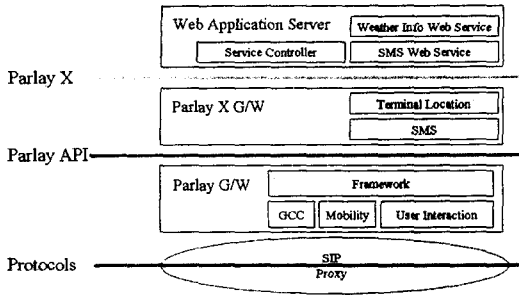 Web Application Server
Weather Info Web Service
Service Controller
SMS Web Service
Parlay X
Parlay X G/W
Terminal Location
SMS
Parlay API
Parlay G/W
Framework
GCC
Mobility
User Interaction
Protocols
SIP
Proxy